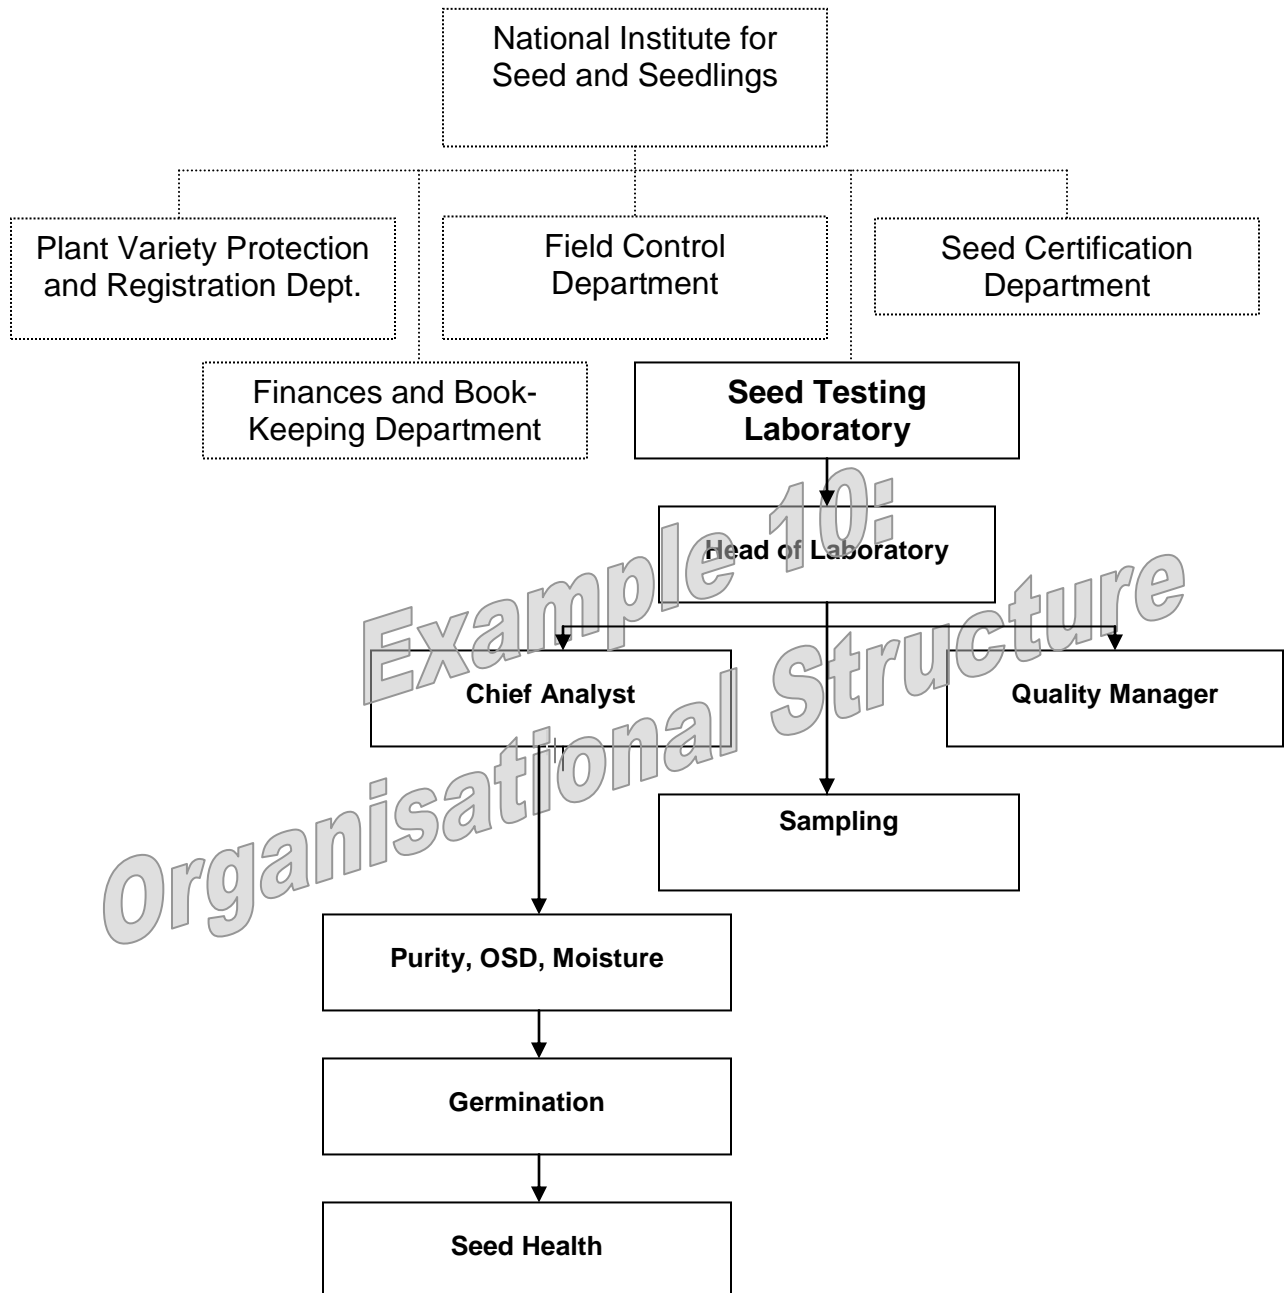 National Institute for
Seed and Seedlings
Plant Variety Protection
and Registration Dept.
Field Control
Department
Seed Certification
Department
Finances and Book-
Keeping Department
Seed Testing
Laboratory
Head of Laboratory
Example 10:
Organisational Structure
Chief Analyst
Quality Manager
Sampling
Purity, OSD, Moisture
Germination
Seed Health